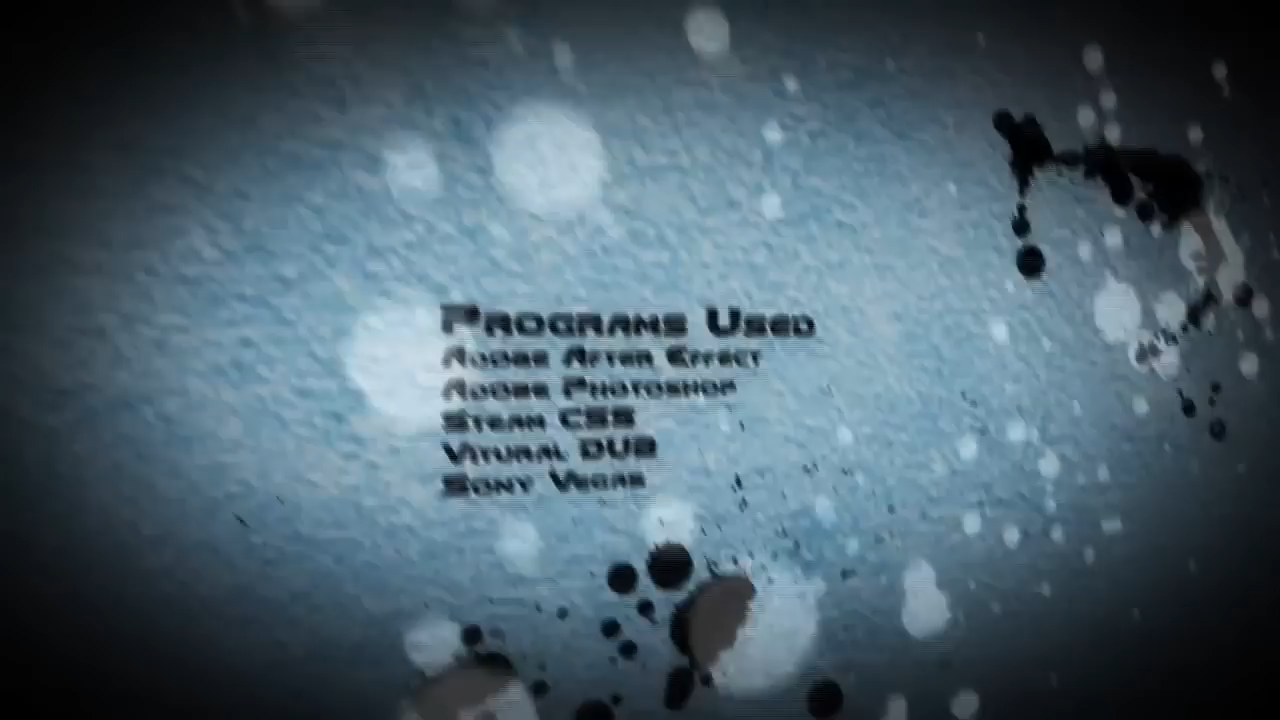 Programs Used
Adobe After Effect
Adobe Photoshop
Steam CSS
Vitural DUB
Sony Vegas